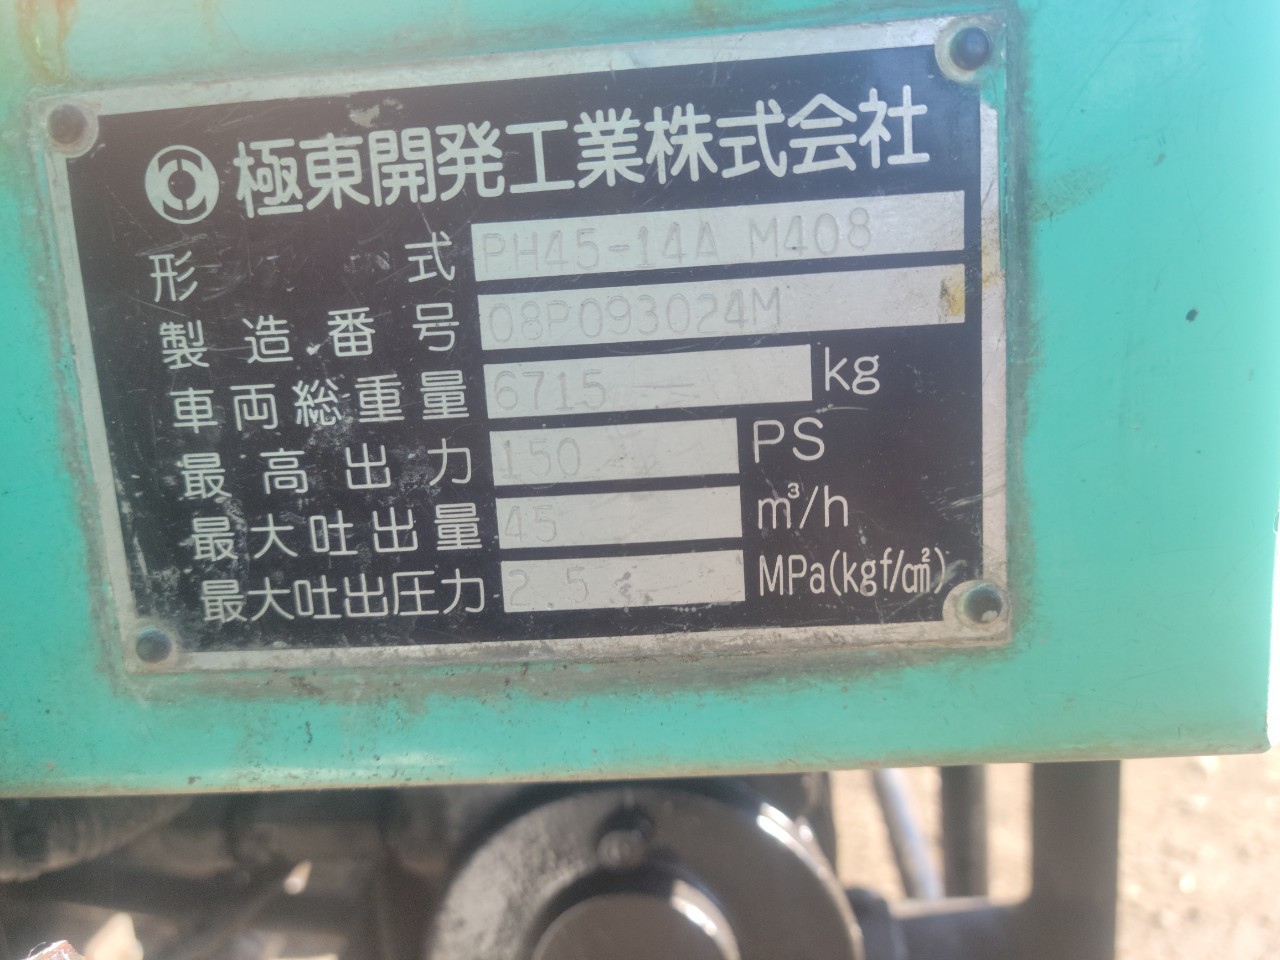 極東開発工業株式会社
形式 PH45-14A M408
製造番号 08P093024M
車両総重量 6715 kg
最高出力 150 PS
最大吐出量 45 m³/h
最大吐出圧力 2.5 MPa(kgf/cm²)